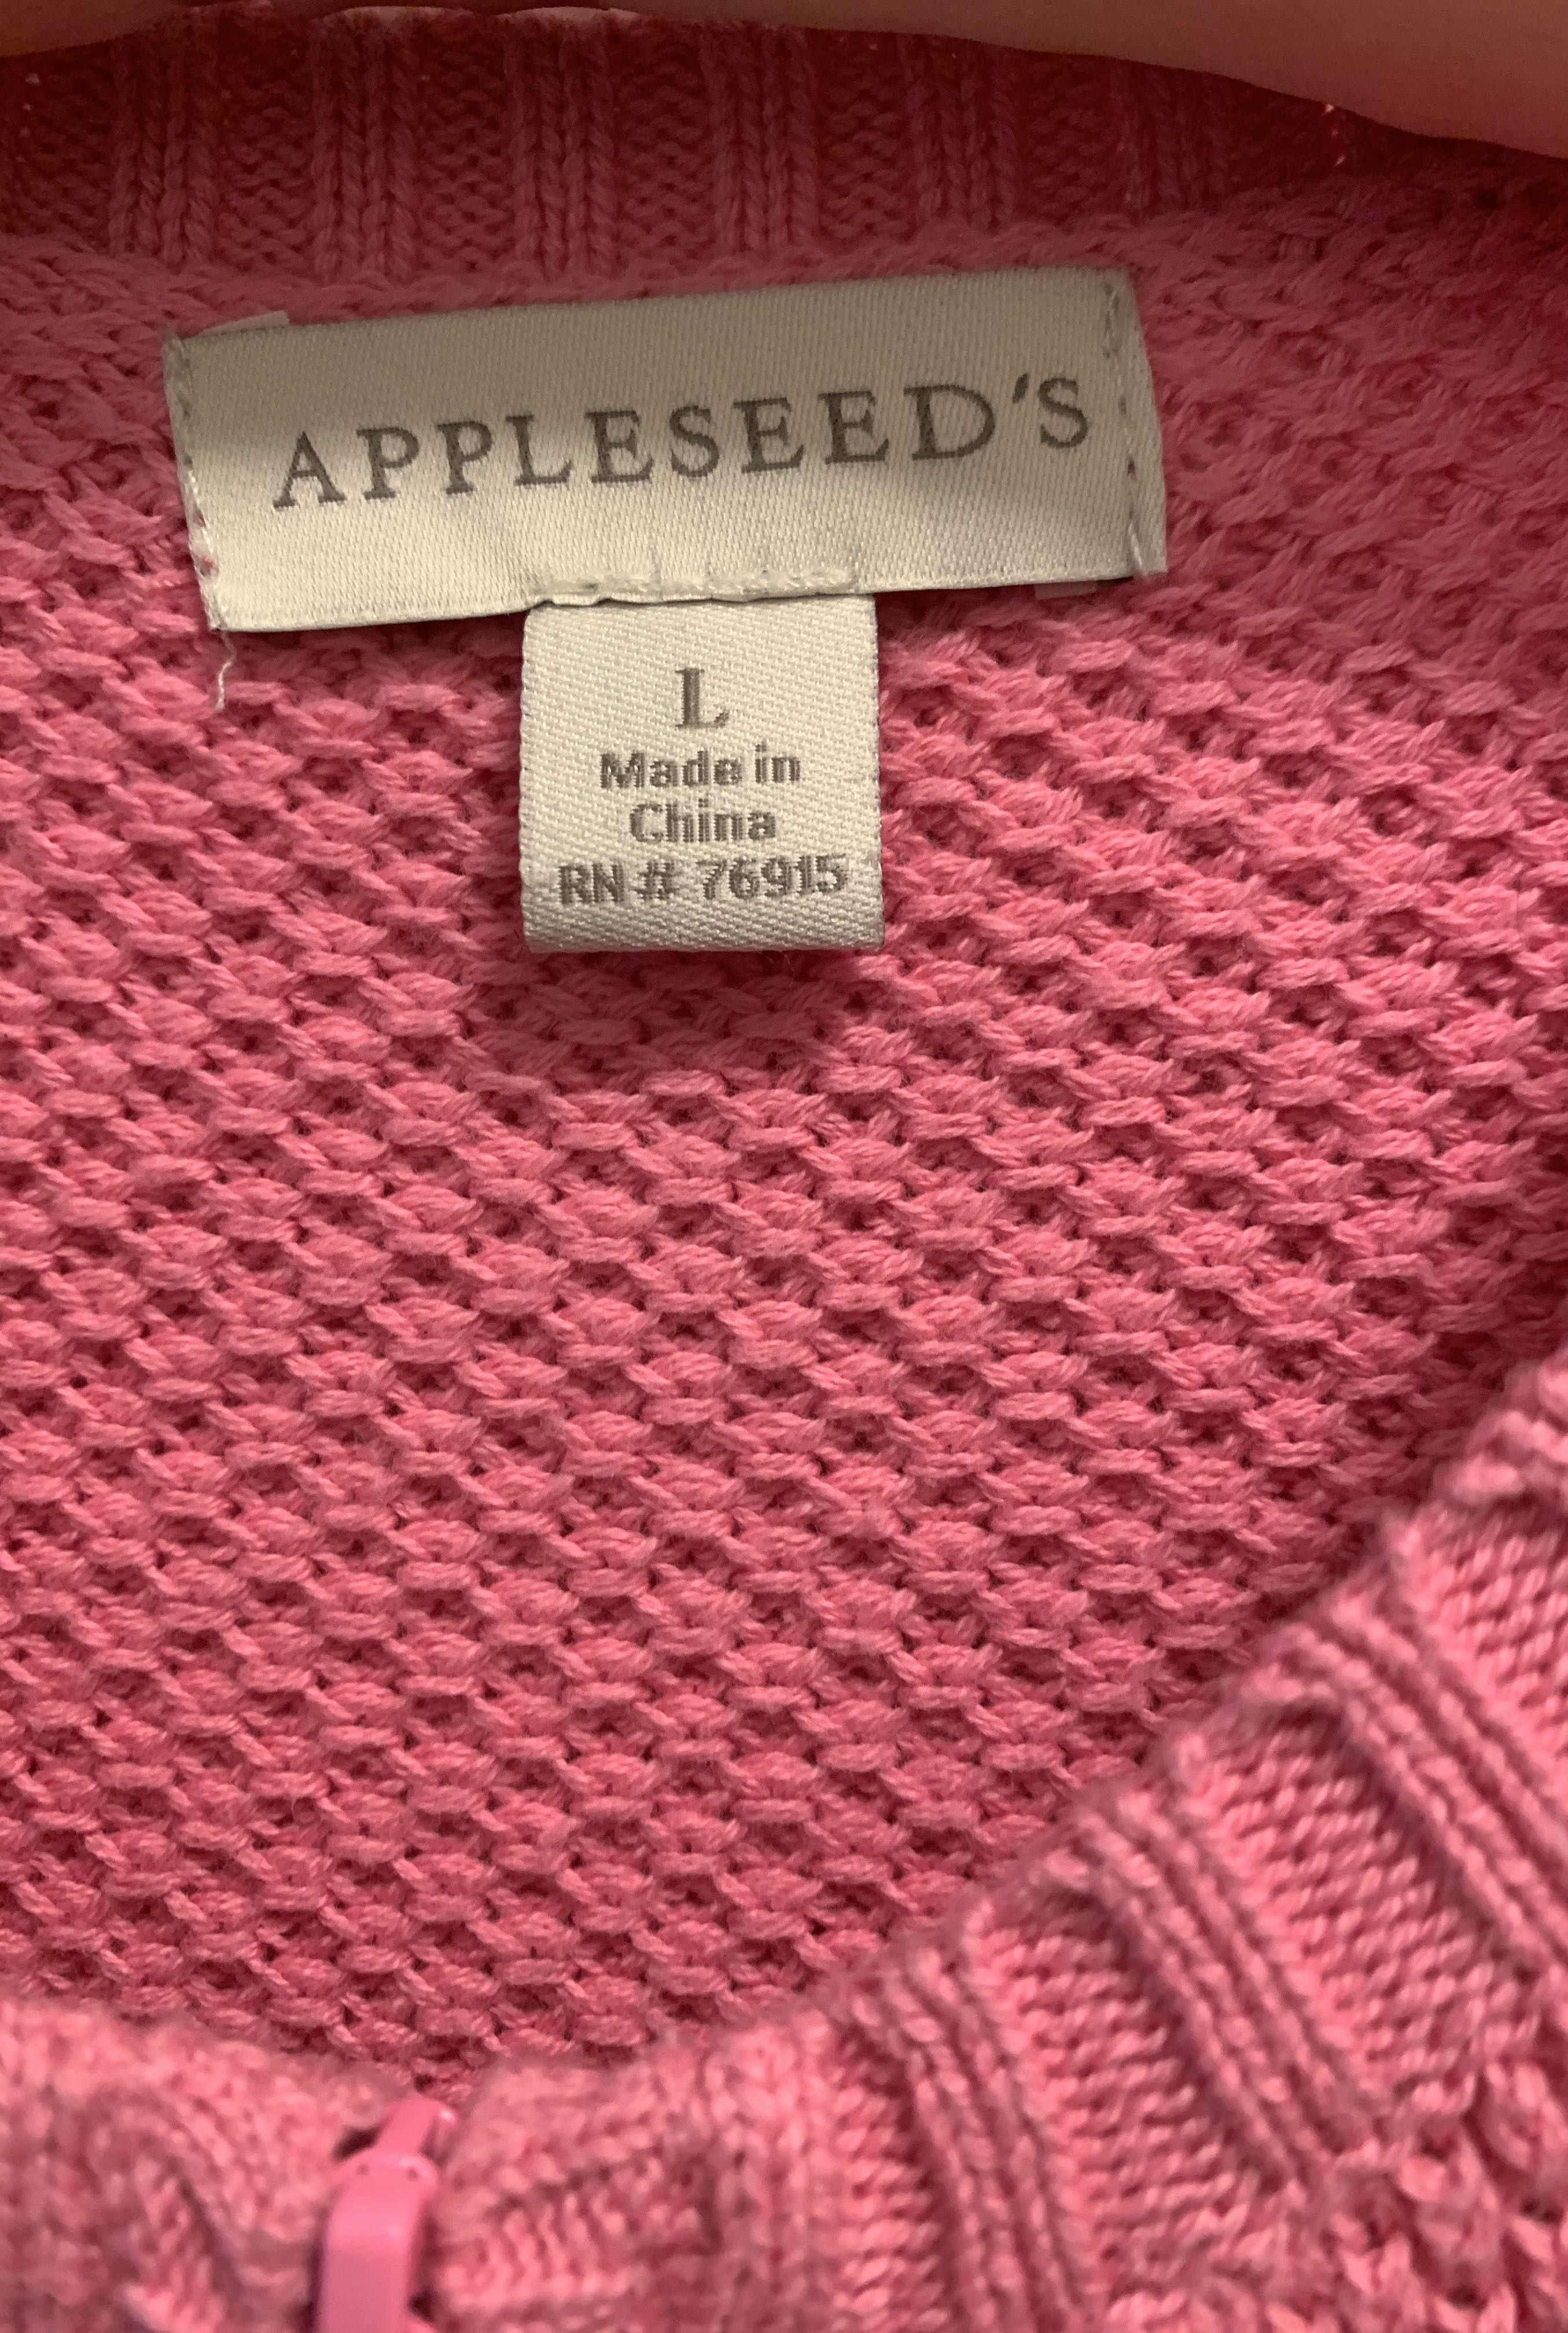 APPLESEED'S
L
Made in
China
RN # 76915